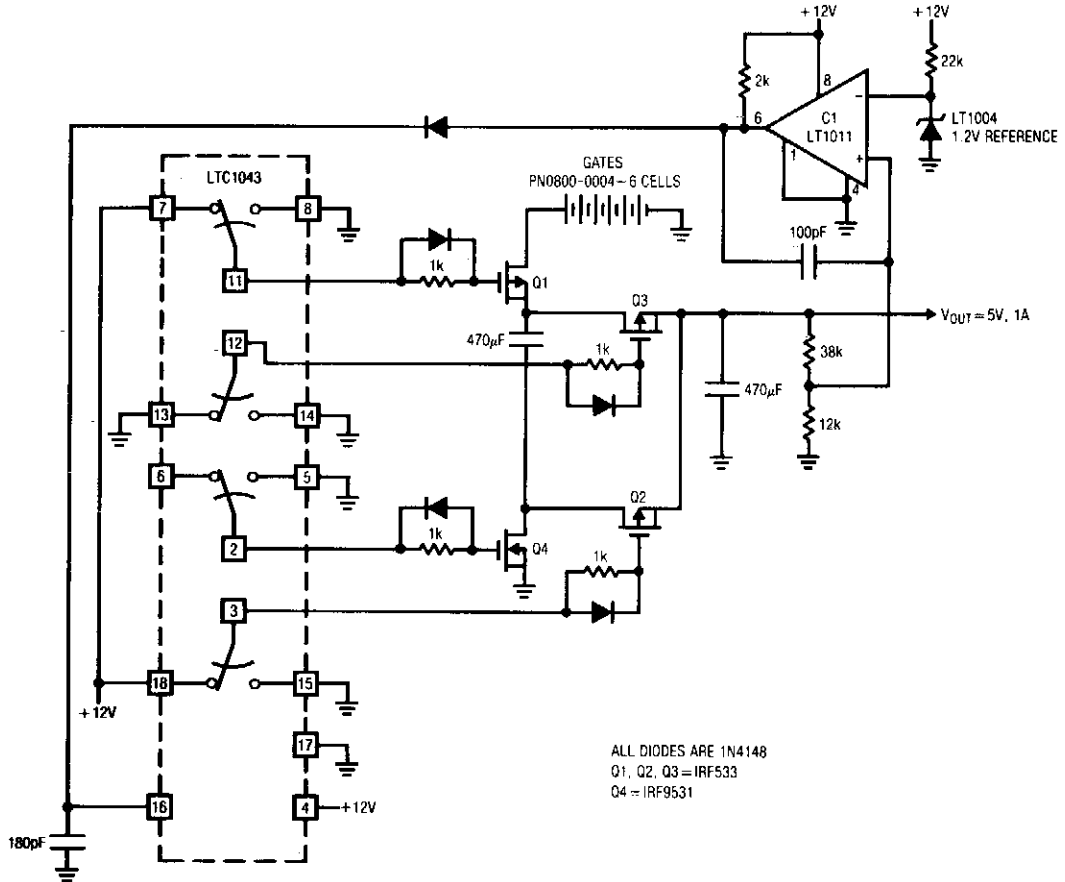 +12V
+12V
2k
22k
8
6
C1
LT1011
−
+
1
4
LT1004
1.2V REFERENCE
LTC1043
GATES
PN0800-0004~6 CELLS
7
8
11
1k
Q1
100pF
Q3
VOUT = 5V, 1A
12
470µF
1k
38k
470µF
13
14
12k
6
5
Q2
2
1k
Q4
1k
3
18
15
+12V
17
ALL DIODES ARE 1N4148
Q1, Q2, Q3 = IRF533
Q4 = IRF9531
16
4
+12V
180pF